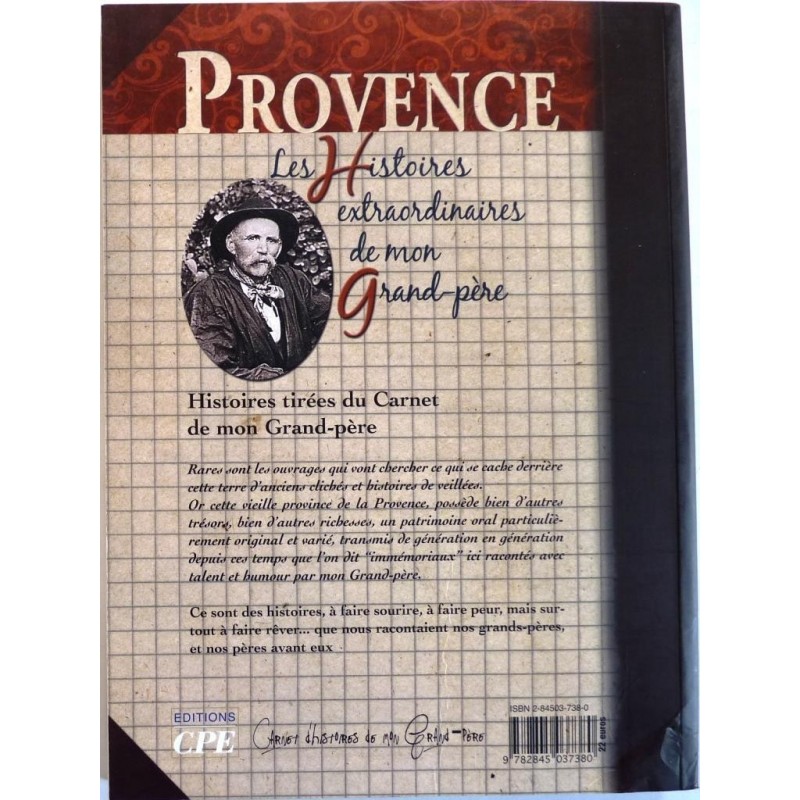 PROVENCE
Les Histoires
extraordinaires
de mon
Grand-père
Histoires tirées du Carnet
de mon Grand-père
Rares sont les ouvrages qui vont chercher ce qui se cache derrière
cette terre d'anciens clichés et histoires de veillées.
Or cette vieille province de la Provence, possède bien d'autres
trésors, bien d'autres richesses, un patrimoine oral particuliè-
rement original et varié, transmis de génération en génération
depuis ces temps que l'on dit "immémoriaux" ici racontés avec
talent et humour par mon Grand-père.
Ce sont des histoires, à faire sourire, à faire peur, mais sur-
tout à faire rêver... que nous racontaient nos grands-pères,
et nos pères avant eux
EDITIONS
CPE
CARNET d'HISTOIRES DE MON GRAND-PÈRE
ISBN 2-84503-738-0
9 782845 037380
22 euros